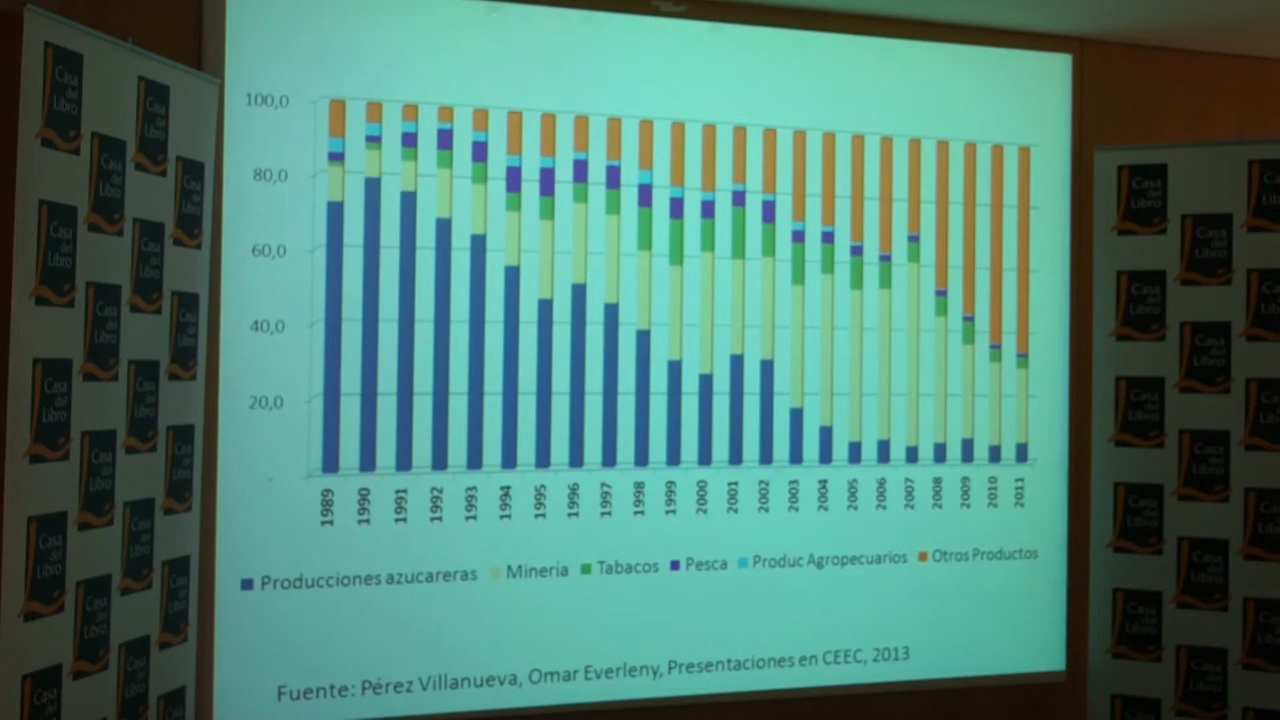 100,0
80,0
60,0
40,0
20,0
-
1989 1990 1991 1992 1993 1994 1995 1996 1997 1998 1999 2000 2001 2002 2003 2004 2005 2006 2007 2008 2009 2010 2011
Producciones azucareras Minería Tabacos Pesca Produc Agropecuarios Otros Productos
Fuente: Pérez Villanueva, Omar Everleny, Presentaciones en CEEC, 2013
Casa
del
Libro